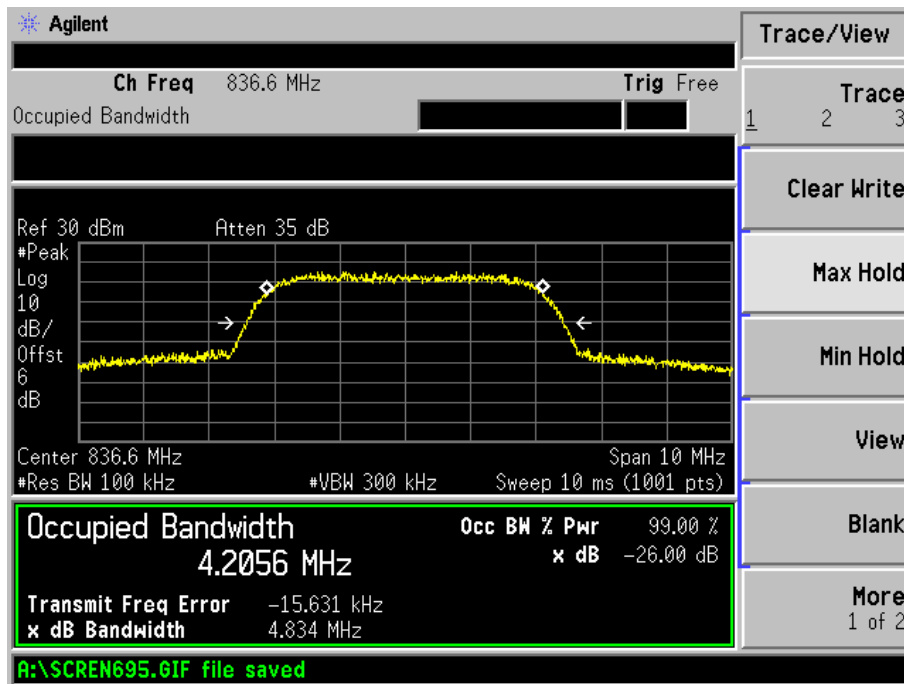 Agilent
Trace/View
Ch Freq 836.6 MHz Trig Free
Occupied Bandwidth
Trace
1 2 3
Clear Write
Ref 30 dBm Atten 35 dB
#Peak
Log
10
dB/
Offst
6
dB
Max Hold
Min Hold
View
Center 836.6 MHz Span 10 MHz
#Res BW 100 kHz #VBW 300 kHz Sweep 10 ms (1001 pts)
Occupied Bandwidth Occ BW % Pwr 99.00 %
4.2056 MHz x dB -26.00 dB
Blank
Transmit Freq Error -15.631 kHz
x dB Bandwidth 4.834 MHz
More
1 of 2
A:\SCREN695.GIF file saved